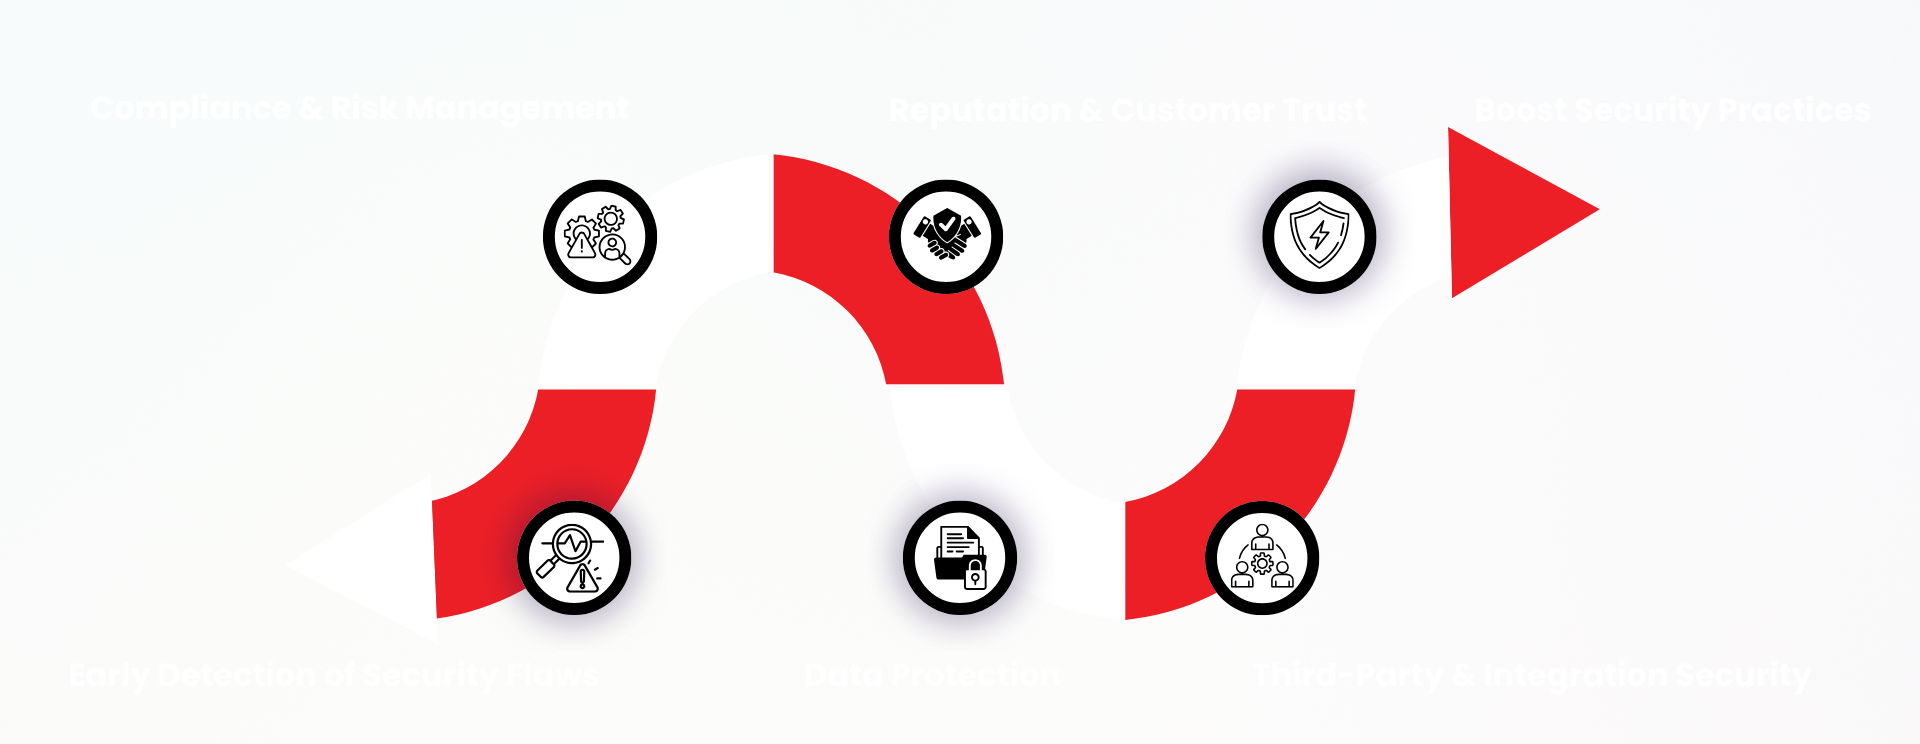 Compliance & Risk Management
Reputation & Customer Trust
Boost Security Practices
Early Detection of Security Flaws
Data Protection
Third-Party & Integration Security